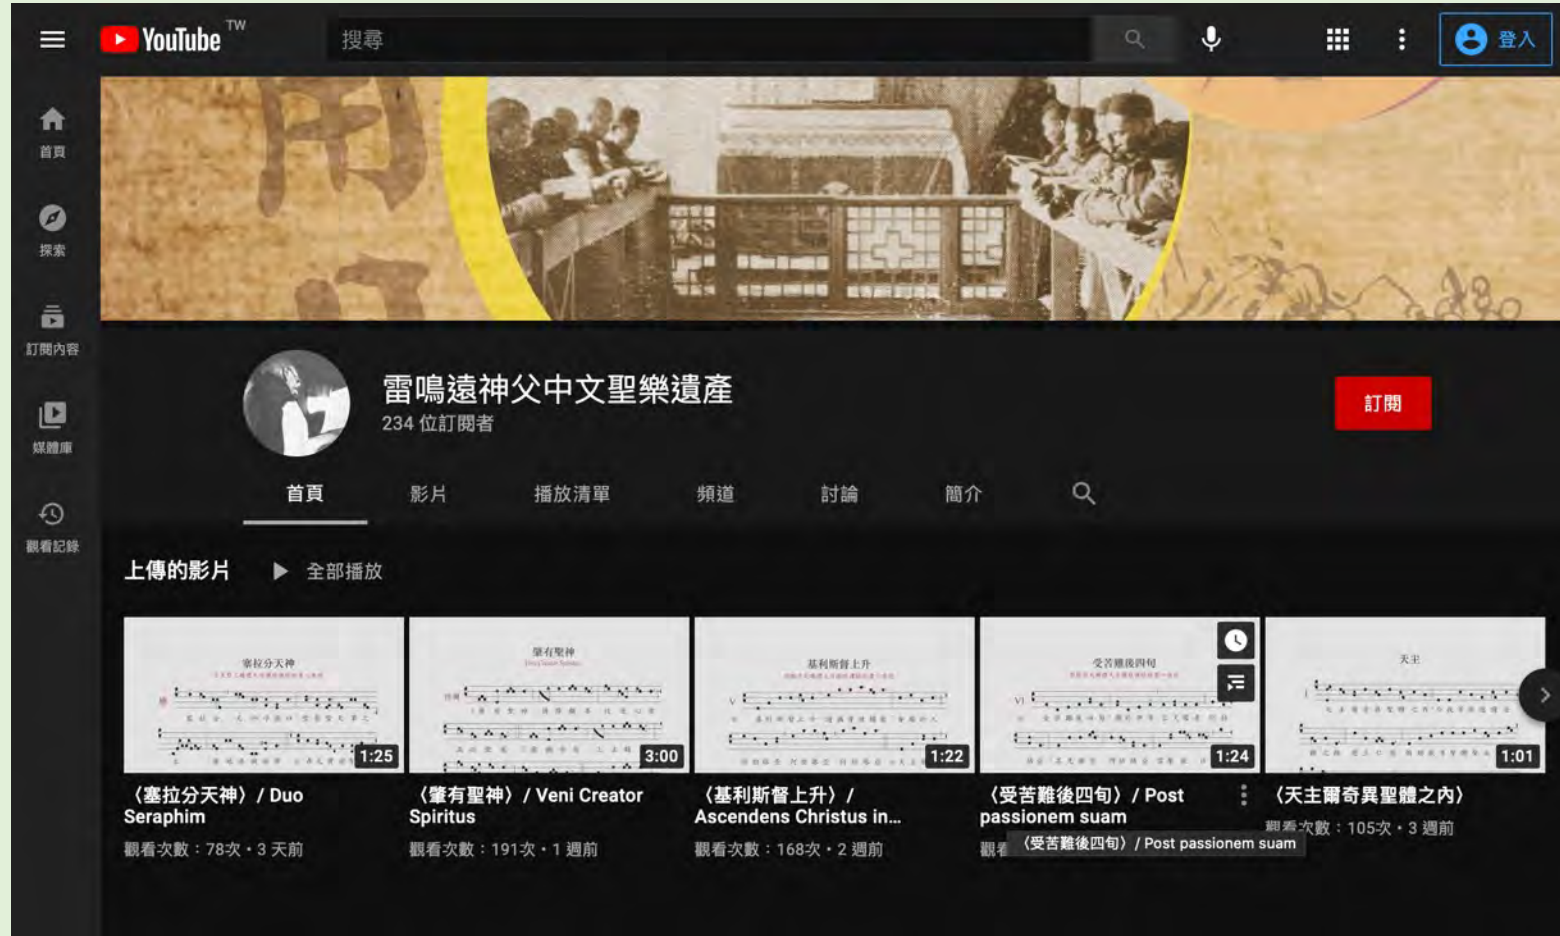 YouTube TW
搜尋
登入
首頁
探索
訂閱內容
媒體庫
觀看記錄
用
雷鳴遠神父中文聖樂遺產
234 位訂閱者
訂閱
首頁
影片
播放清單
頻道
討論
簡介
上傳的影片
全部播放
塞拉分天神
1:25
〈塞拉分天神〉/ Duo
Seraphim
觀看次數：78次・3 天前
肇有聖神
3:00
〈肇有聖神〉/ Veni Creator
Spiritus
觀看次數：191次・1 週前
基利斯督上升
V
1:22
〈基利斯督上升〉/
Ascendens Christus in...
觀看次數：168次・2 週前
受苦難後四旬
VI
1:24
〈受苦難後四旬〉/ Post
passionem suam
觀看
〈受苦難後四旬〉/ Post passionem suam
天主
I
1:01
〈天主爾奇異聖體之內〉
觀看次數：105次・3 週前